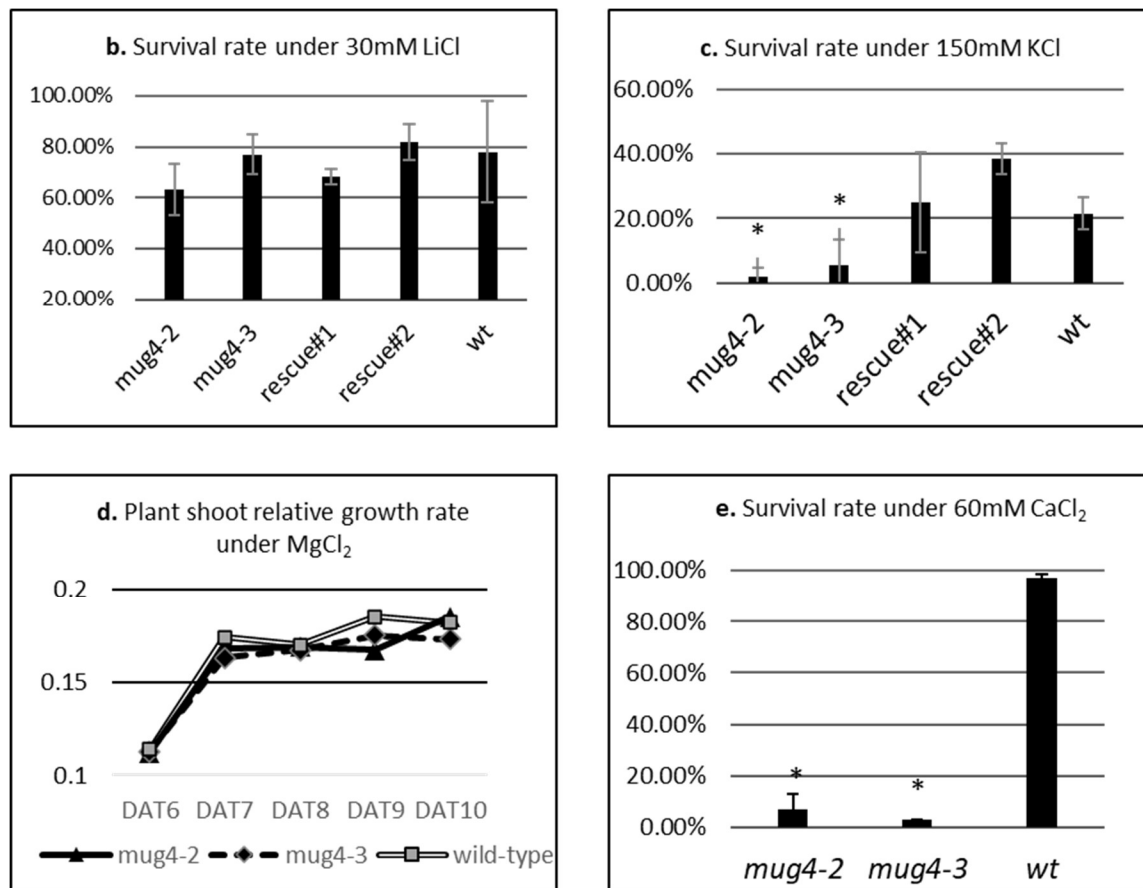 b. Survival rate under 30mM LiCl
100.00%
80.00%
60.00%
40.00%
20.00%
mug4-2
mug4-3
rescue#1
rescue#2
wt
c. Survival rate under 150mM KCl
60.00%
40.00%
20.00%
0.00%
*
*
mug4-2
mug4-3
rescue#1
rescue#2
wt
d. Plant shoot relative growth rate
under MgCl₂
0.2
0.15
0.1
DAT6 DAT7 DAT8 DAT9 DAT10
mug4-2 mug4-3 wild-type
e. Survival rate under 60mM CaCl₂
100.00%
80.00%
60.00%
40.00%
20.00%
0.00%
*
*
mug4-2 mug4-3 wt